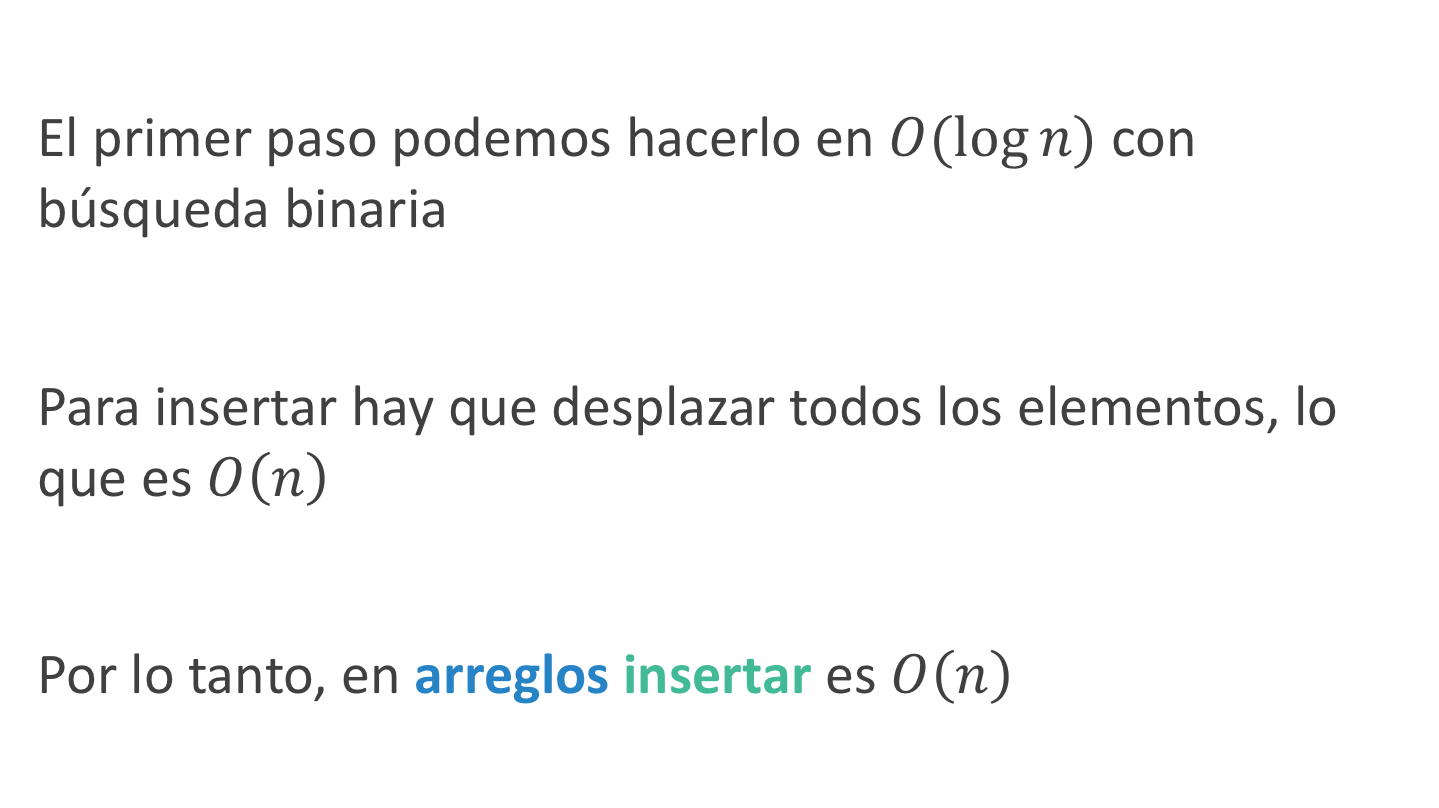 El primer paso podemos hacerlo en O(log n) con
búsqueda binaria
Para insertar hay que desplazar todos los elementos, lo
que es O(n)
Por lo tanto, en arreglos insertar es O(n)